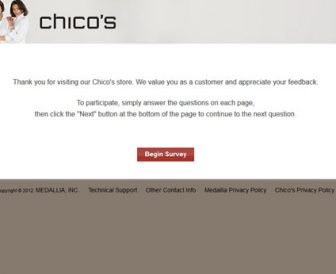 chico's
Thank you for visiting our Chico's store. We value you as a customer and appreciate your feedback.
To participate, simply answer the questions on each page,
then click the "Next" button at the bottom of the page to continue to the next question.
Begin Survey
Copyright © 2012. MEDALLIA, INC. Technical Support Other Contact Info Medallia Privacy Policy Chico's Privacy Policy